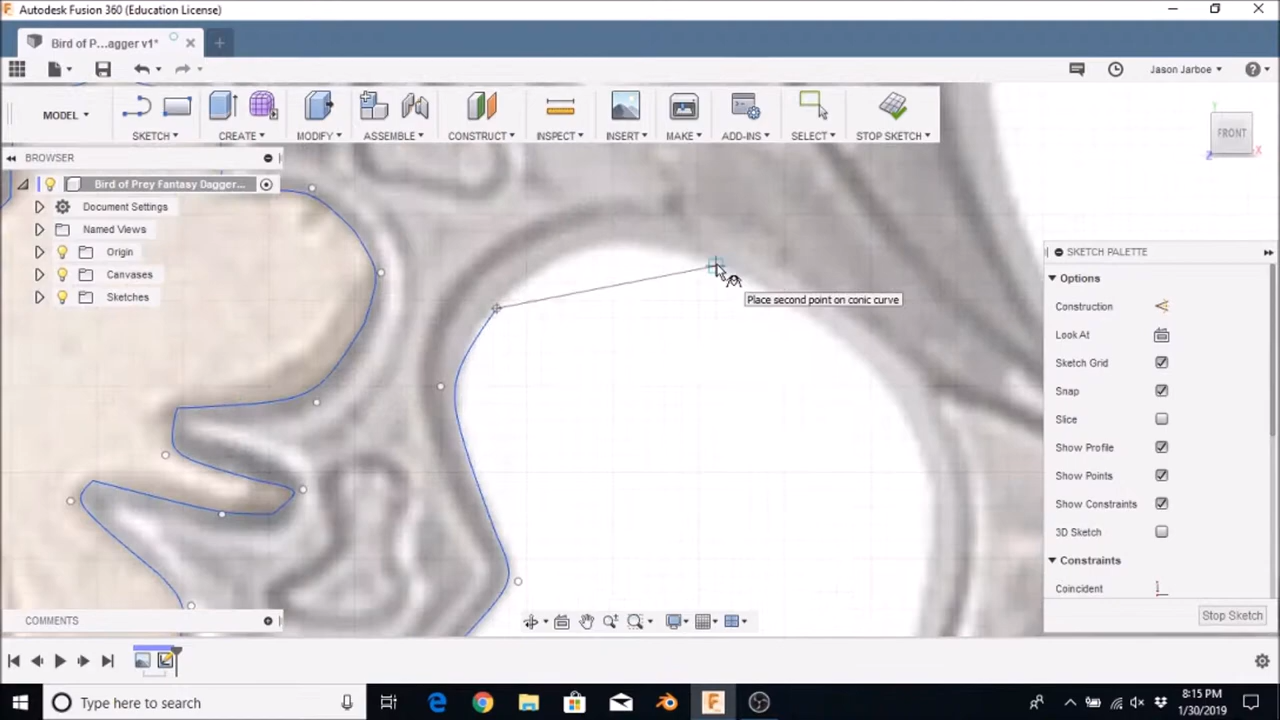 Autodesk Fusion 360 (Education License)
Bird of P...agger v1*
Jason Jarboe
MODEL
SKETCH
CREATE
MODIFY
ASSEMBLE
CONSTRUCT
INSPECT
INSERT
MAKE
ADD-INS
SELECT
STOP SKETCH
Y
FRONT
X
Z
BROWSER
Bird of Prey Fantasy Dagger...
Document Settings
Named Views
Origin
Canvases
Sketches
Place second point on conic curve
SKETCH PALETTE
Options
Construction
Look At
Sketch Grid
Snap
Slice
Show Profile
Show Points
Show Constraints
3D Sketch
Constraints
Coincident
Stop Sketch
COMMENTS
Type here to search
8:15 PM
1/30/2019